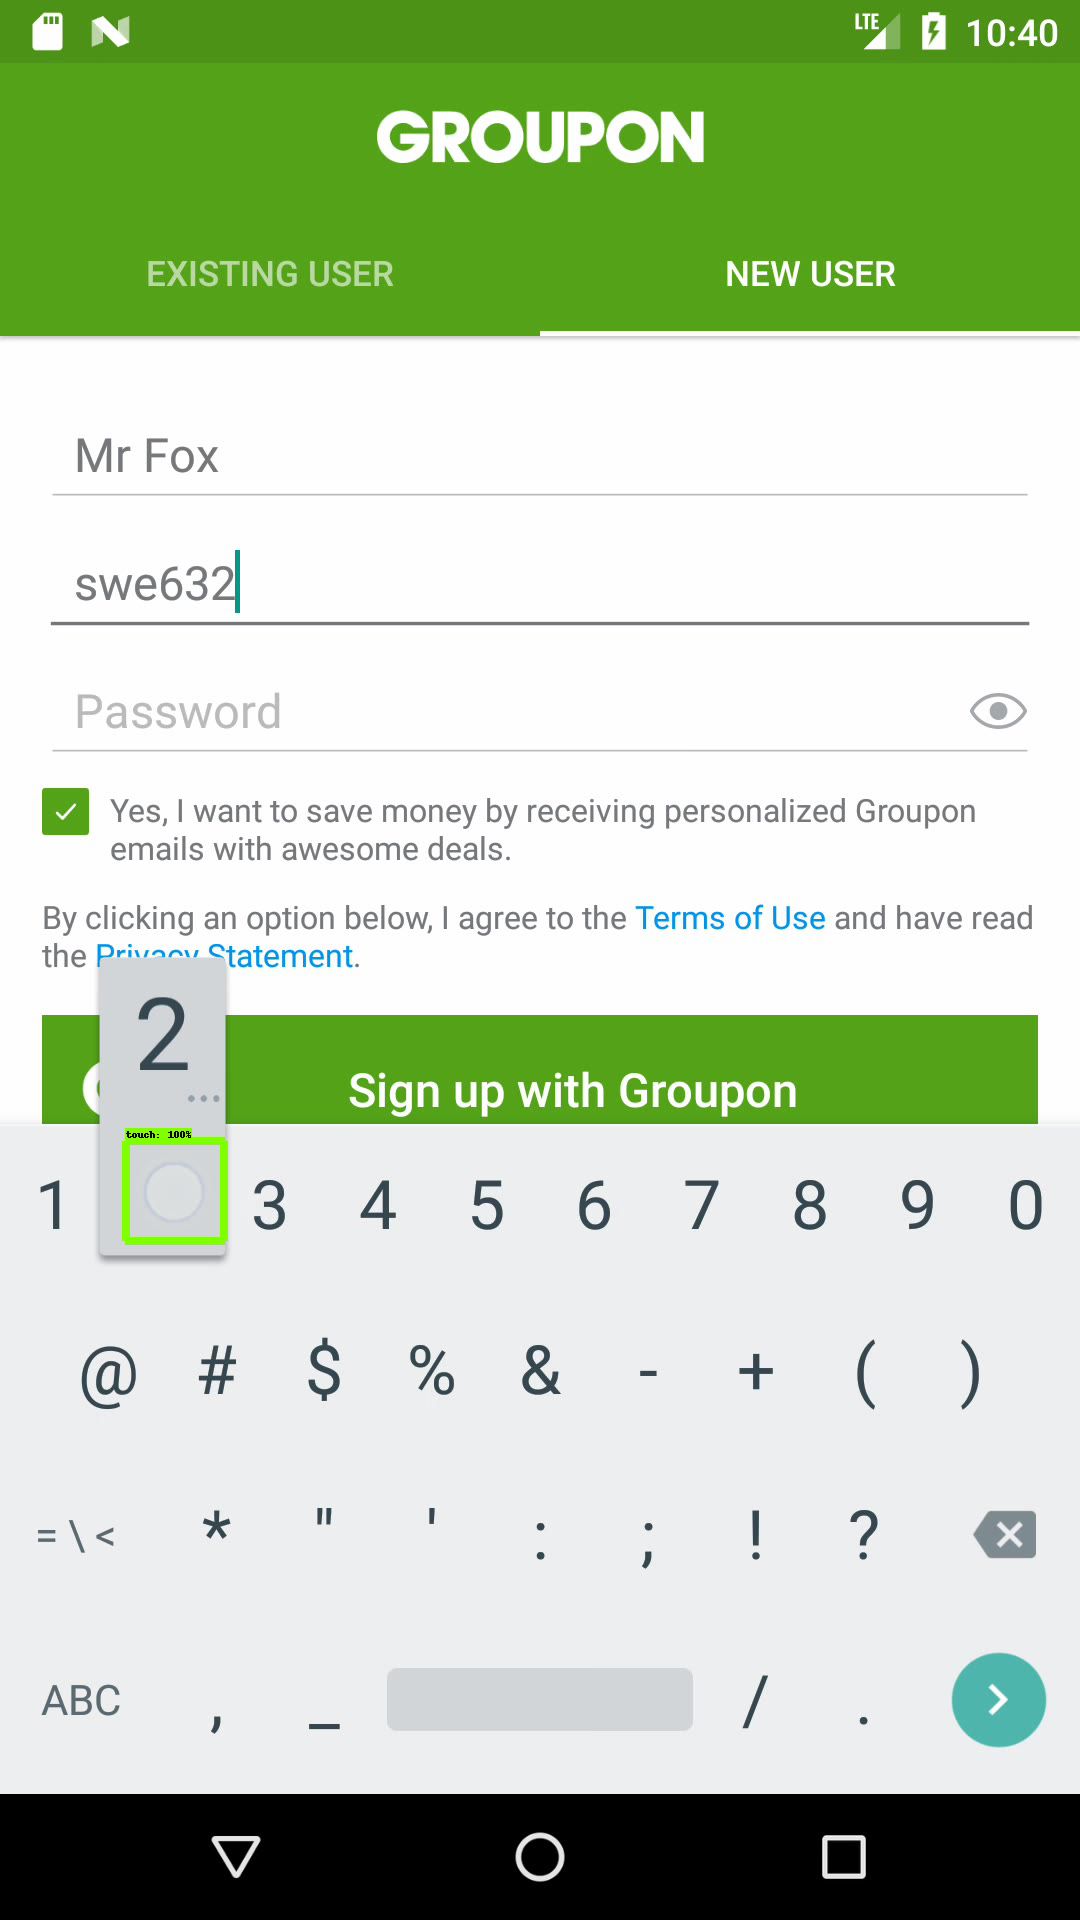 LTE 10:40
GROUPON
EXISTING USER NEW USER
Mr Fox
swe632
Password
Yes, I want to save money by receiving personalized Groupon
emails with awesome deals.
By clicking an option below, I agree to the Terms of Use and have read
the Privacy Statement.
2
...
Sign up with Groupon
touch: 100%
1 3 4 5 6 7 8 9 0
@ # $ % & - + ( )
= \ < * " ' : ; ! ?
ABC , _ / .